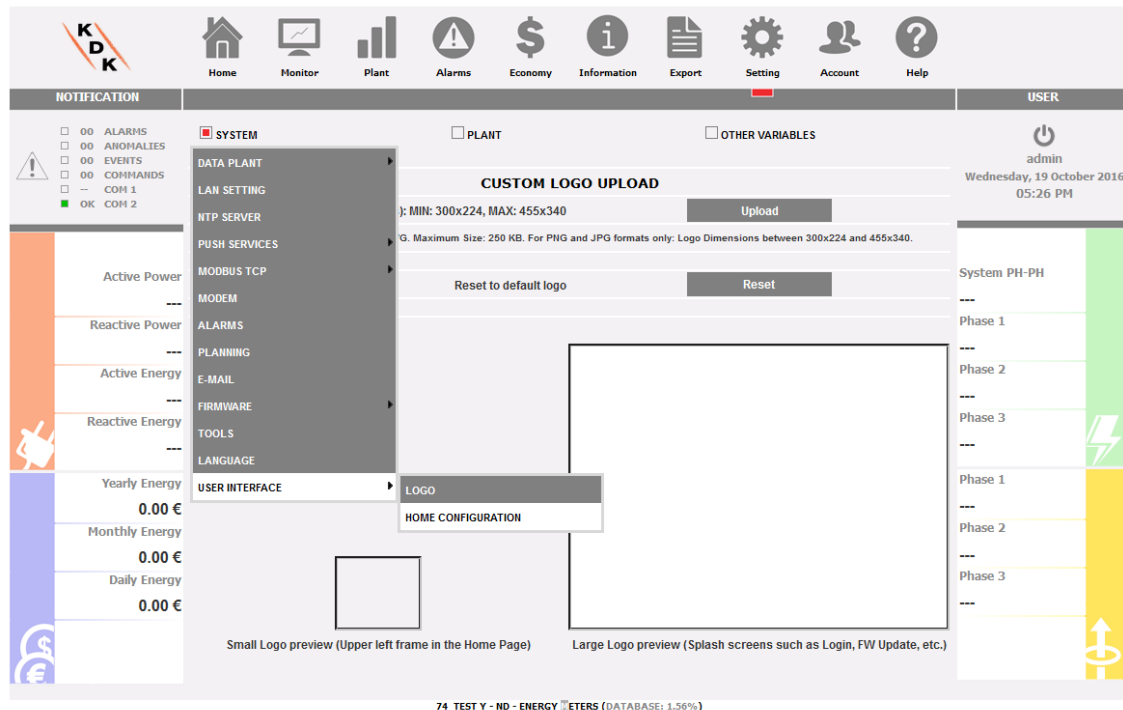 K
D
K
Home Monitor Plant Alarms Economy Information Export Setting Account Help
NOTIFICATION
USER
00 ALARMS
00 ANOMALIES
00 EVENTS
00 COMMANDS
-- COM 1
OK COM 2
SYSTEM PLANT OTHER VARIABLES
admin
Wednesday, 19 October 2016
05:26 PM
DATA PLANT
LAN SETTING
NTP SERVER
PUSH SERVICES
MODBUS TCP
MODEM
ALARMS
PLANNING
E-MAIL
FIRMWARE
TOOLS
LANGUAGE
USER INTERFACE
LOGO
HOME CONFIGURATION
CUSTOM LOGO UPLOAD
): MIN: 300x224, MAX: 455x340
Upload
G. Maximum Size: 250 KB. For PNG and JPG formats only: Logo Dimensions between 300x224 and 455x340.
Reset to default logo
Reset
Active Power
---
Reactive Power
---
Active Energy
---
Reactive Energy
---
Yearly Energy
0.00 €
Monthly Energy
0.00 €
Daily Energy
0.00 €
System PH-PH
---
Phase 1
---
Phase 2
---
Phase 3
---
Phase 1
---
Phase 2
---
Phase 3
---
Small Logo preview (Upper left frame in the Home Page)
Large Logo preview (Splash screens such as Login, FW Update, etc.)
74 TEST Y - ND - ENERGY METERS (DATABASE: 1.56%)